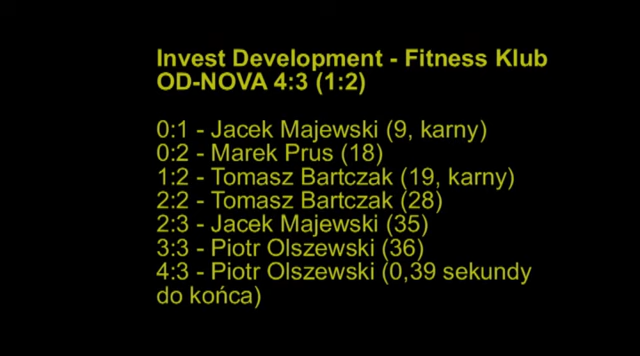 Invest Development - Fitness Klub
OD-NOVA 4:3 (1:2)
0:1 - Jacek Majewski (9, karny)
0:2 - Marek Prus (18)
1:2 - Tomasz Bartczak (19, karny)
2:2 - Tomasz Bartczak (28)
2:3 - Jacek Majewski (35)
3:3 - Piotr Olszewski (36)
4:3 - Piotr Olszewski (0,39 sekundy
do końca)